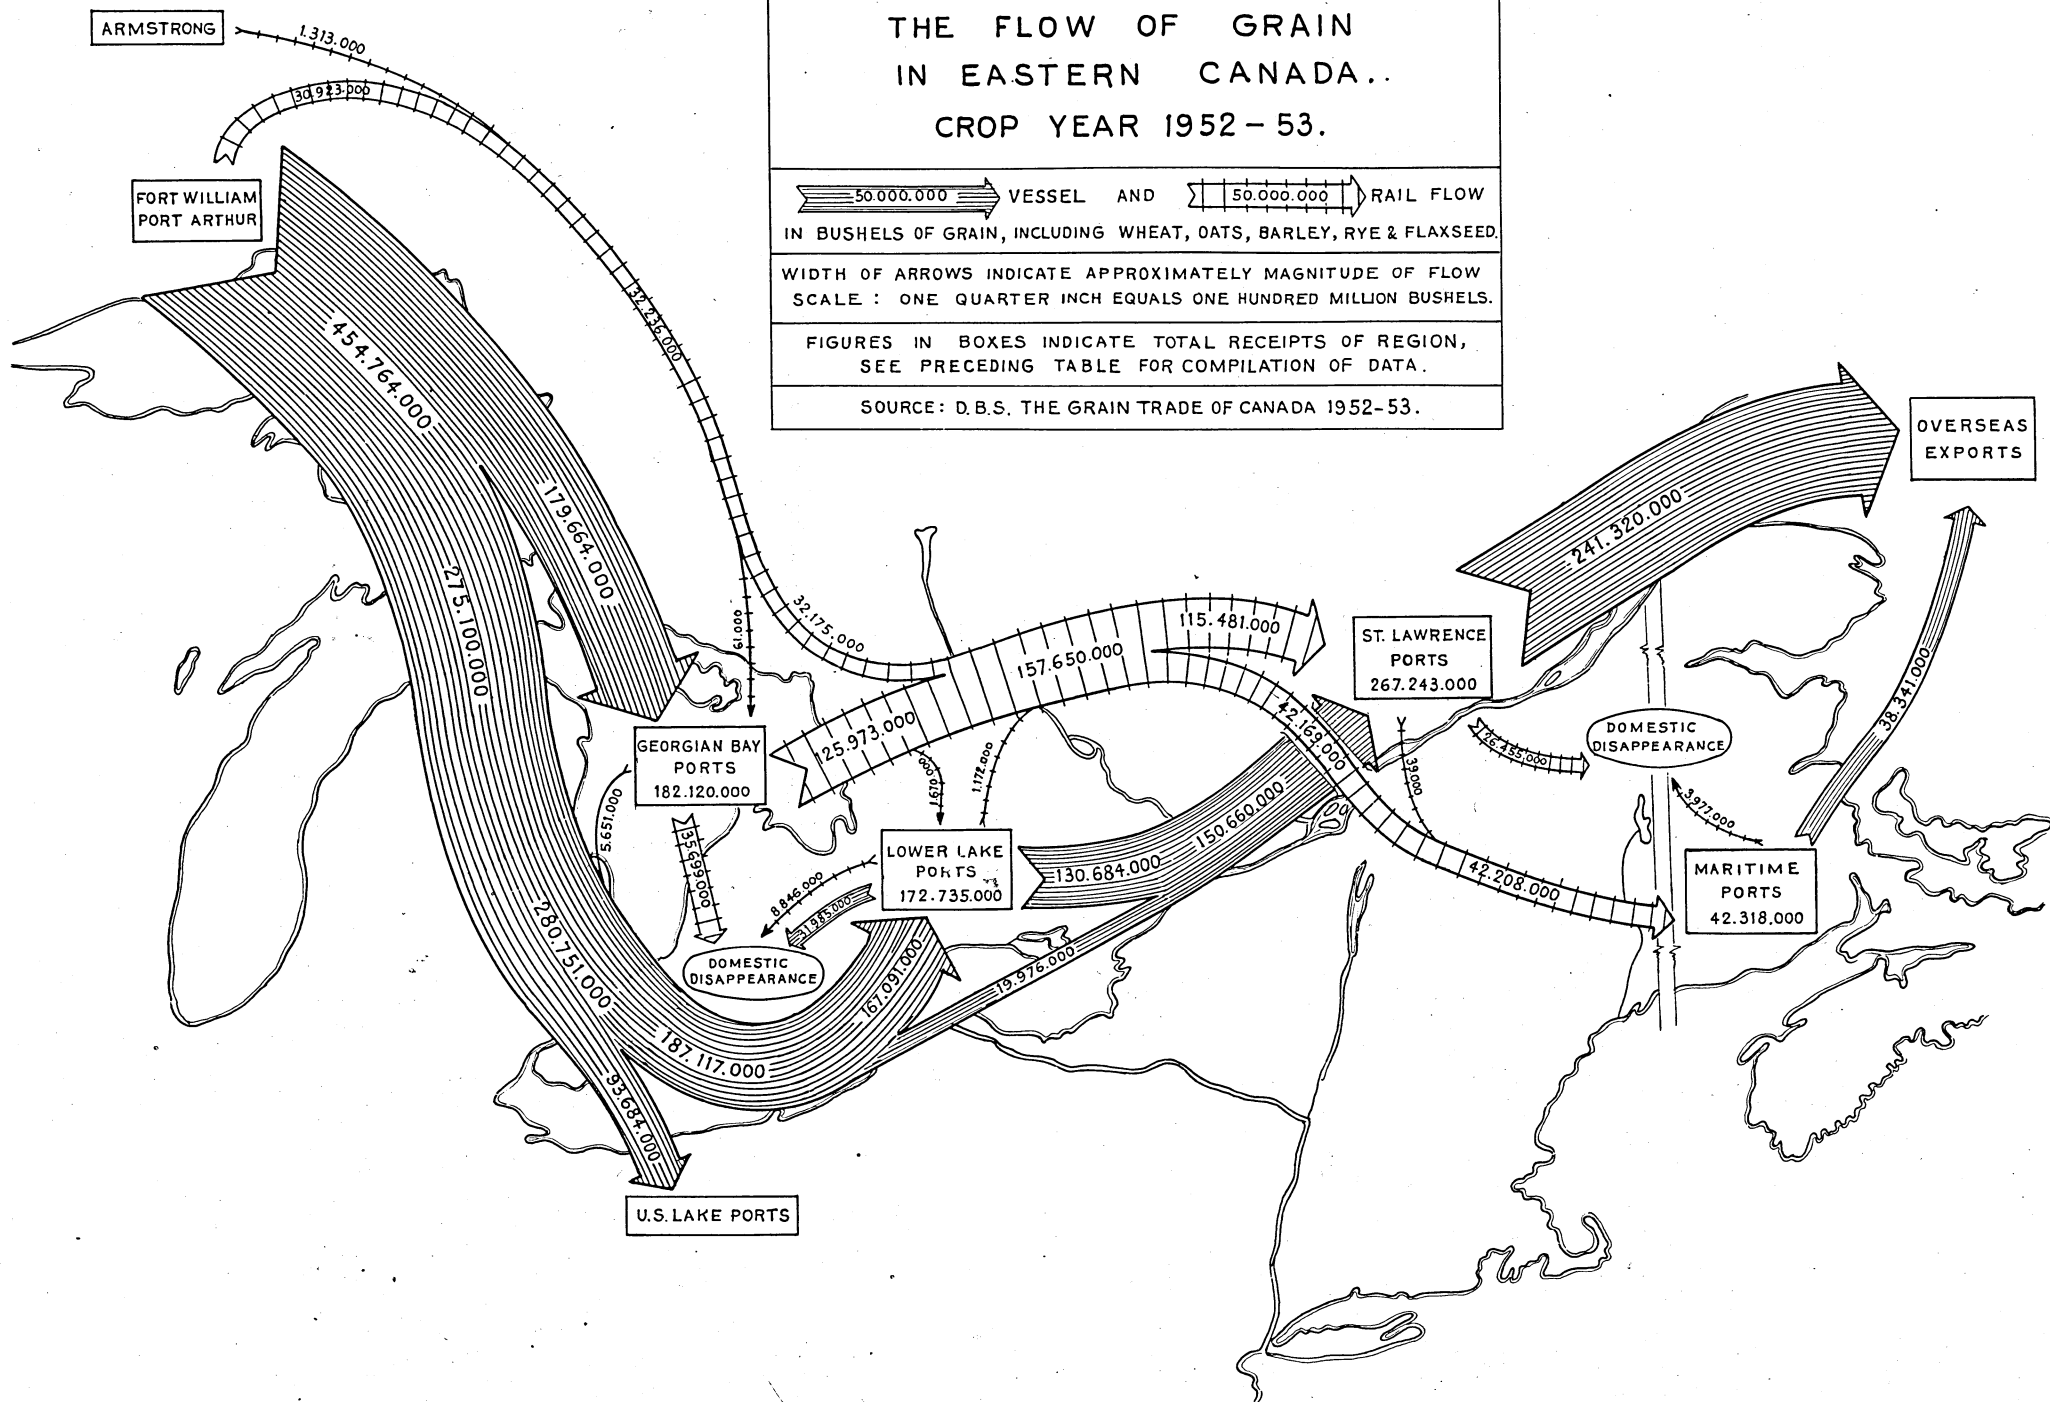 THE FLOW OF GRAIN
IN EASTERN CANADA..
CROP YEAR 1952-53.
50.000.000 VESSEL AND 50.000.000 RAIL FLOW
IN BUSHELS OF GRAIN, INCLUDING WHEAT, OATS, BARLEY, RYE & FLAXSEED.
WIDTH OF ARROWS INDICATE APPROXIMATELY MAGNITUDE OF FLOW
SCALE : ONE QUARTER INCH EQUALS ONE HUNDRED MILLION BUSHELS.
FIGURES IN BOXES INDICATE TOTAL RECEIPTS OF REGION,
SEE PRECEDING TABLE FOR COMPILATION OF DATA.
SOURCE: D.B.S. THE GRAIN TRADE OF CANADA 1952-53.
ARMSTRONG
1.313.000
30.923.000
FORT WILLIAM
PORT ARTHUR
32.236.000
454.764.000
179.664.000
275.100.000
61.000
32.175.000
157.650.000
115.481.000
125.973.000
42.169.000
ST. LAWRENCE
PORTS
267.243.000
241.320.000
OVERSEAS
EXPORTS
38.341.000
DOMESTIC
DISAPPEARANCE
26.455.000
39.000
3.977.000
GEORGIAN BAY
PORTS
182.120.000
5.651.000
35.699.000
1.670.000
1.172.000
LOWER LAKE
PORTS
172.735.000
130.684.000
150.660.000
42.208.000
MARITIME
PORTS
42.318.000
8.846.000
31.985.000
DOMESTIC
DISAPPEARANCE
280.751.000
187.117.000
167.091.000
19.976.000
93.684.000
U.S. LAKE PORTS